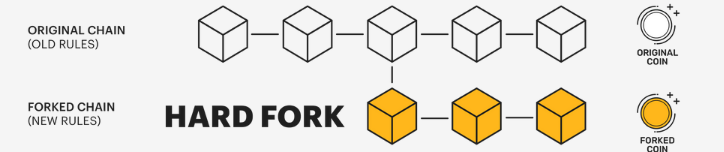 ORIGINAL CHAIN
(OLD RULES)
ORIGINAL
COIN
FORKED CHAIN
(NEW RULES)
HARD FORK
FORKED
COIN